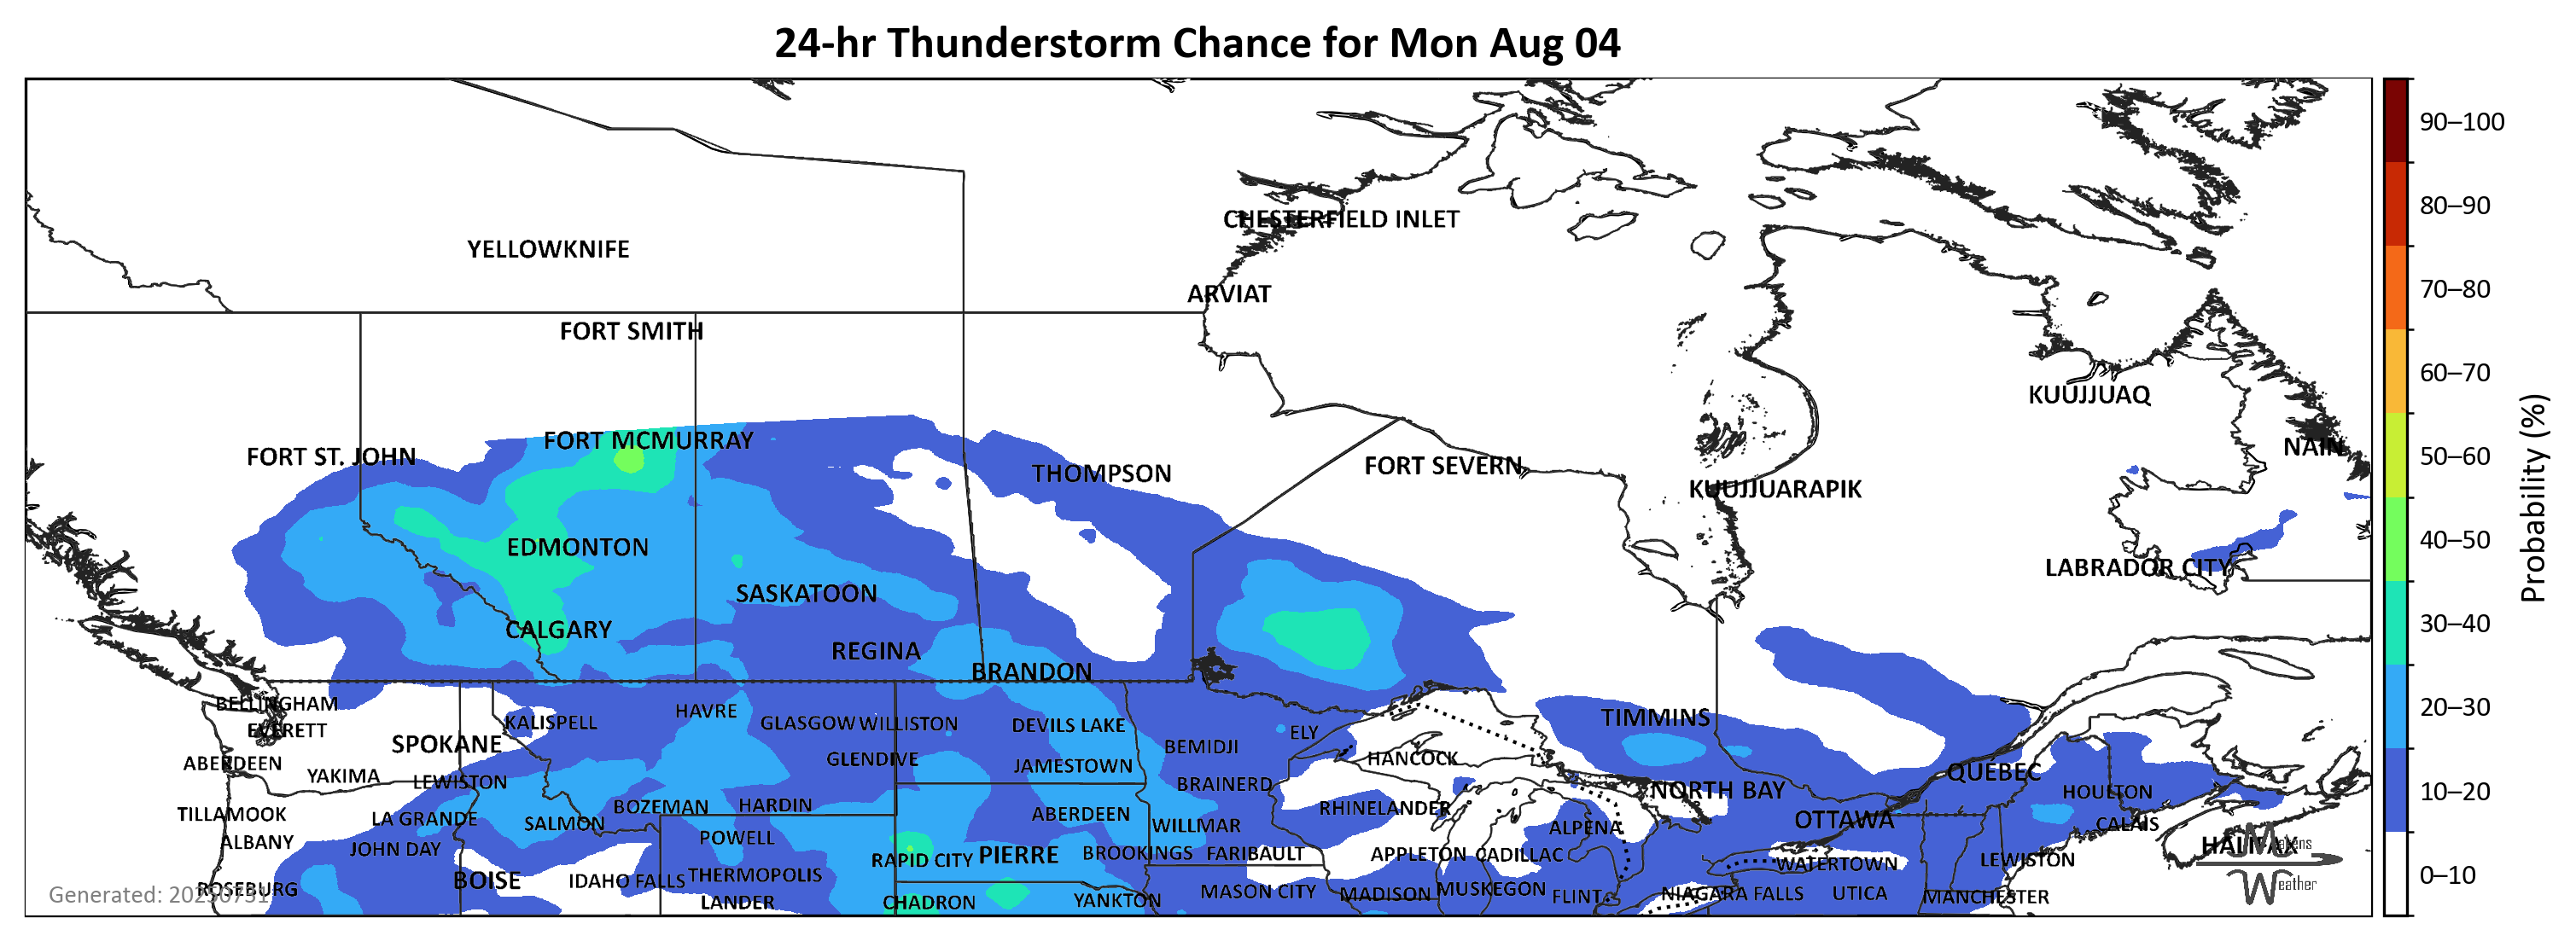 24-hr Thunderstorm Chance for Mon Aug 04
90–100
CHESTERFIELD INLET
80–90
YELLOWKNIFE
70–80
ARVIAT
FORT SMITH
60–70
KUUJJUAQ
Probability (%)
FORT MCMURRAY
NAIN
FORT ST. JOHN
50–60
THOMPSON
FORT SEVERN
KUUJJUARAPIK
EDMONTON
40–50
LABRADOR CITY
SASKATOON
CALGARY
30–40
REGINA
BRANDON
BELLINGHAM
HAVRE
20–30
KALISPELL
GLASGOW
WILLISTON
DEVILS LAKE
TIMMINS
EVERETT
ELY
SPOKANE
BEMIDJI
ABERDEEN
GLENDIVE
JAMESTOWN
HANCOCK
QUEBEC
YAKIMA
LEWISTON
BRAINERD
NORTH BAY
HOULTON
10–20
TILLAMOOK
LA GRANDE
BOZEMAN
HARDIN
ABERDEEN
RHINELANDER
SALMON
WILLMAR
ALPENA
OTTAWA
CALAIS
ALBANY
JOHN DAY
POWELL
RAPID CITY
PIERRE
BROOKINGS
FARIBAULT
APPLETON
CADILLAC
WATERTOWN
LEWISTON
HALIFAX
Makens
Weather
ROSEBURG
BOISE
IDAHO FALLS
THERMOPOLIS
0–10
Generated: 20250731
LANDER
CHADRON
YANKTON
MASON CITY
MADISON
MUSKEGON
FLINT
NIAGARA FALLS
UTICA
MANCHESTER